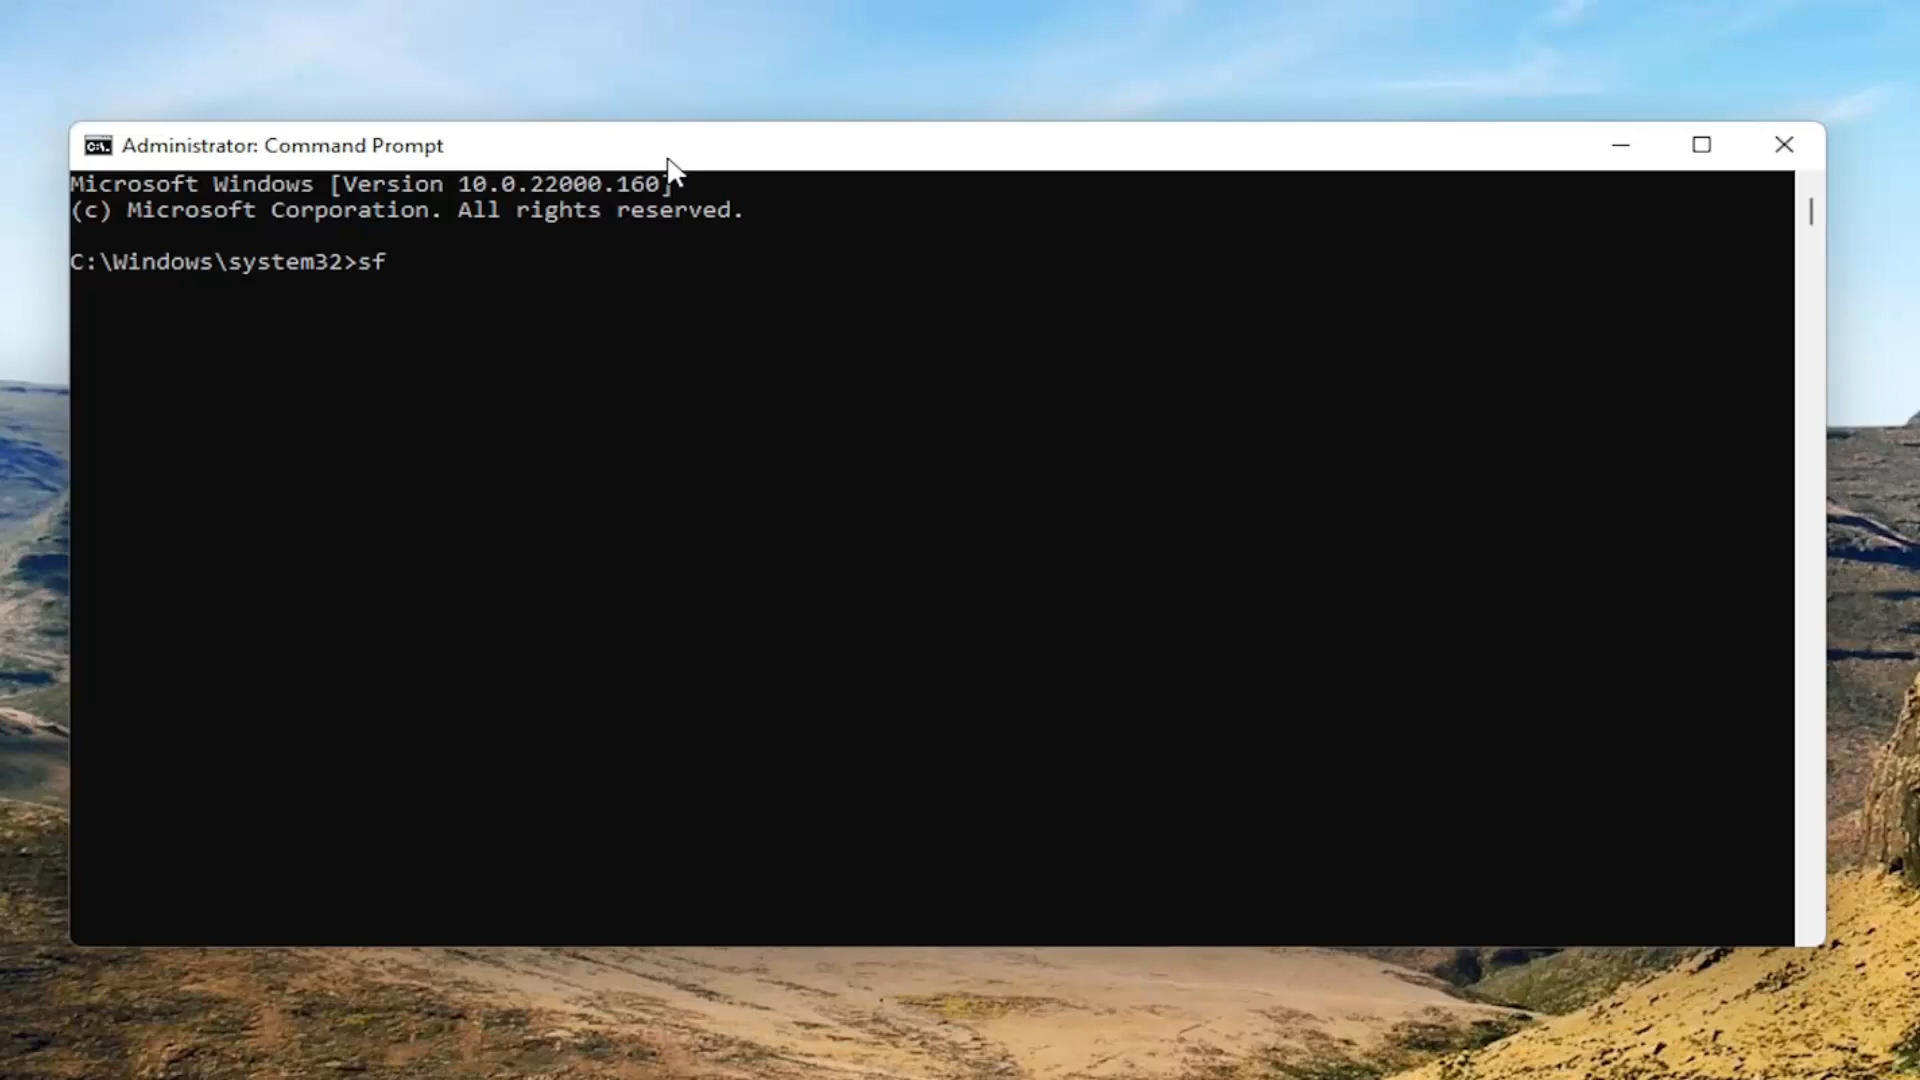 Administrator: Command Prompt
Microsoft Windows [Version 10.0.22000.160]
(c) Microsoft Corporation. All rights reserved.
C:\Windows\system32>sf